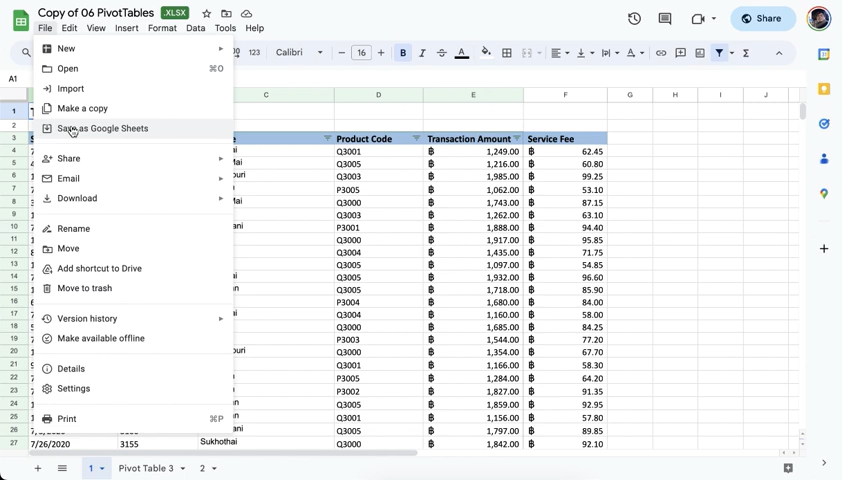 Copy of 06 PivotTables .XLSX
File Edit View Insert Format Data Tools Extensions Help
Share
123 Calibri 16 B I A Σ
A1
New
Open ⌘O
Import
Make a copy
Save as Google Sheets
Share
Email
Download
Rename
Move
Add shortcut to Drive
Move to trash
Version history
Make available offline
Details
Settings
Print ⌘P
C D E F G H I J
1
2
3 Product Code Transaction Amount Service Fee
4 Q3001 ฿ 1,249.00 ฿ 62.45
5 Mai Q3005 ฿ 1,216.00 ฿ 60.80
6 ouri Q3003 ฿ 1,985.00 ฿ 99.25
7 P3005 ฿ 1,062.00 ฿ 53.10
8 Mai Q3000 ฿ 1,743.00 ฿ 87.15
9 Q3003 ฿ 1,262.00 ฿ 63.10
10 ani P3001 ฿ 1,888.00 ฿ 94.40
11 Q3000 ฿ 1,917.00 ฿ 95.85
12 Q3004 ฿ 1,435.00 ฿ 71.75
13 Q3005 ฿ 1,097.00 ฿ 54.85
14 Q3005 ฿ 1,932.00 ฿ 96.60
15 Q3005 ฿ 1,718.00 ฿ 85.90
16 P3004 ฿ 1,680.00 ฿ 84.00
17 Q3004 ฿ 1,160.00 ฿ 58.00
18 Q3000 ฿ 1,685.00 ฿ 84.25
19 P3003 ฿ 1,544.00 ฿ 77.20
20 ouri Q3000 ฿ 1,354.00 ฿ 67.70
21 Q3001 ฿ 1,166.00 ฿ 58.30
22 P3005 ฿ 1,284.00 ฿ 64.20
23 P3002 ฿ 1,827.00 ฿ 91.35
24 Q3005 ฿ 1,859.00 ฿ 92.95
25 Q3001 ฿ 1,156.00 ฿ 57.80
26 ani Q3005 ฿ 1,797.00 ฿ 89.85
27 7/26/2020 3155 Sukhothai Q3000 ฿ 1,842.00 ฿ 92.10
1 Pivot Table 3 2